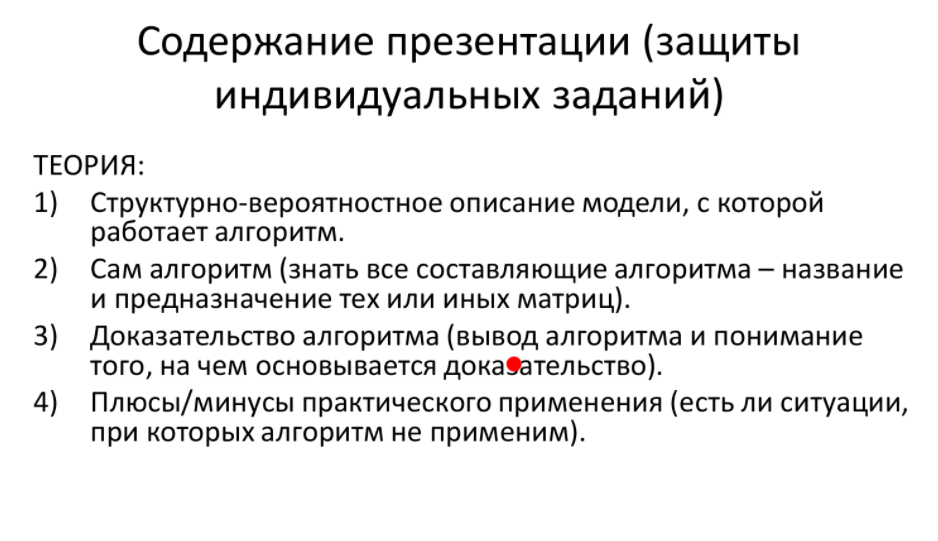 Содержание презентации (защиты
индивидуальных заданий)
ТЕОРИЯ:
1) Структурно-вероятностное описание модели, с которой
работает алгоритм.
2) Сам алгоритм (знать все составляющие алгоритма – название
и предназначение тех или иных матриц).
3) Доказательство алгоритма (вывод алгоритма и понимание
того, на чем основывается доказательство).
4) Плюсы/минусы практического применения (есть ли ситуации,
при которых алгоритм не применим).